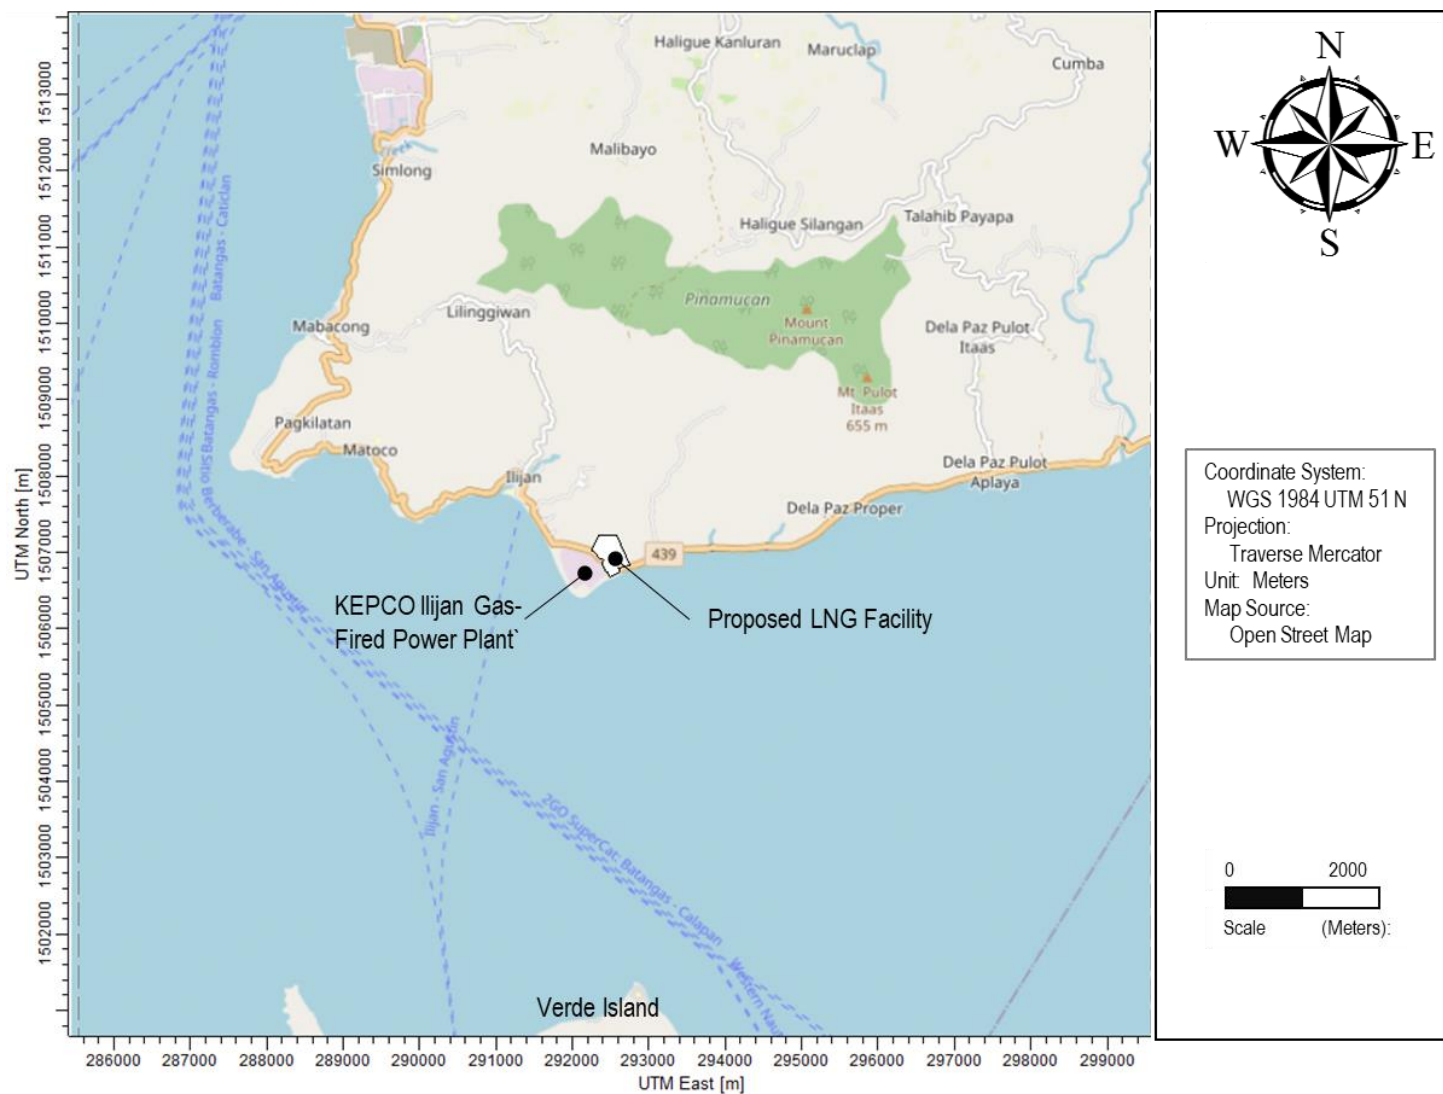 Haligue Kanluran
Maruclap
Cumba
N
W
E
S
Creek
Simlong
Malibayo
Haligue Silangan
Talahib Payapa
Pinamucan
Mount
Pinamucan
Lilinggiwan
Mabacong
Dela Paz Pulot
Itaas
Mt. Pulot
Itaas
655 m
Pagkilatan
Matoco
Ilijan
Dela Paz Pulot
Aplaya
Dela Paz Proper
439
KEPCO Ilijan Gas-
Fired Power Plant`
Proposed LNG Facility
Batangas - Caticlan
Batangas - Romblon
Sitio Be
erberabe - San Agustin
Ilijan - San Agustin
2GO SuperCat: Batangas - Calapan
Western Nau
Verde Island
Coordinate System:
WGS 1984 UTM 51 N
Projection:
Traverse Mercator
Unit: Meters
Map Source:
Open Street Map
0 2000
Scale (Meters):
UTM North [m]
1513000
1512000
1511000
1510000
1509000
1508000
1507000
1506000
1505000
1504000
1503000
1502000
286000 287000 288000 289000 290000 291000 292000 293000 294000 295000 296000 297000 298000 299000
UTM East [m]